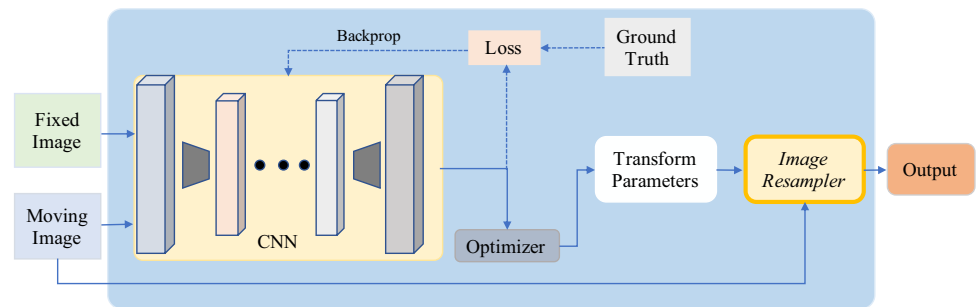 Backprop
Loss
Ground
Truth
Fixed
Image
Moving
Image
CNN
Optimizer
Transform
Parameters
Image
Resampler
Output